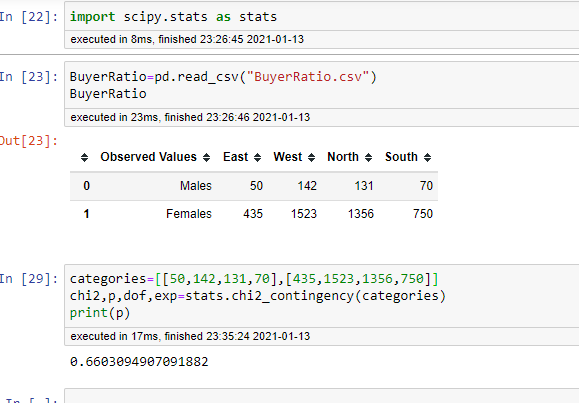 In [22]: import scipy.stats as stats
executed in 8ms, finished 23:26:45 2021-01-13
In [23]: BuyerRatio=pd.read_csv("BuyerRatio.csv")
BuyerRatio
executed in 23ms, finished 23:26:46 2021-01-13
Out[23]:
Observed Values East West North South
0 Males 50 142 131 70
1 Females 435 1523 1356 750
In [29]: categories=[[50,142,131,70],[435,1523,1356,750]]
chi2,p,dof,exp=stats.chi2_contingency(categories)
print(p)
executed in 17ms, finished 23:35:24 2021-01-13
0.6603094907091882
In [ ]: